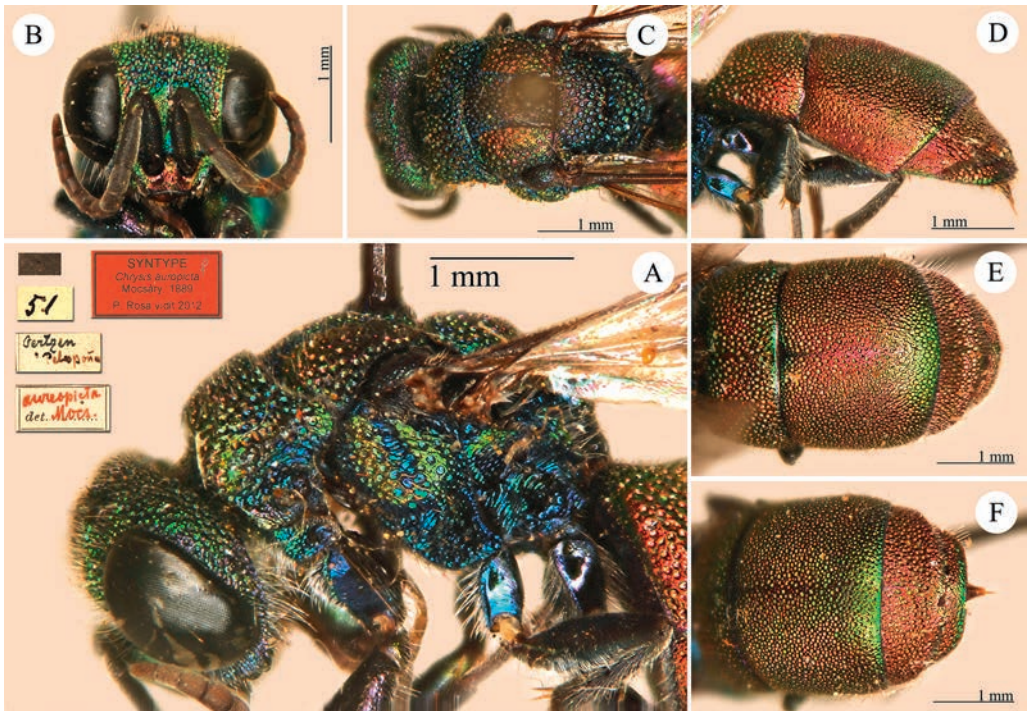 B
1 mm
C
1 mm
D
1 mm
A
1 mm
SYNTYPE
Chrysis auropicta
Mocsáry, 1889
P. Rosa vidit 2012
51
aureopicta
det. Mocs.
E
1 mm
F
1 mm